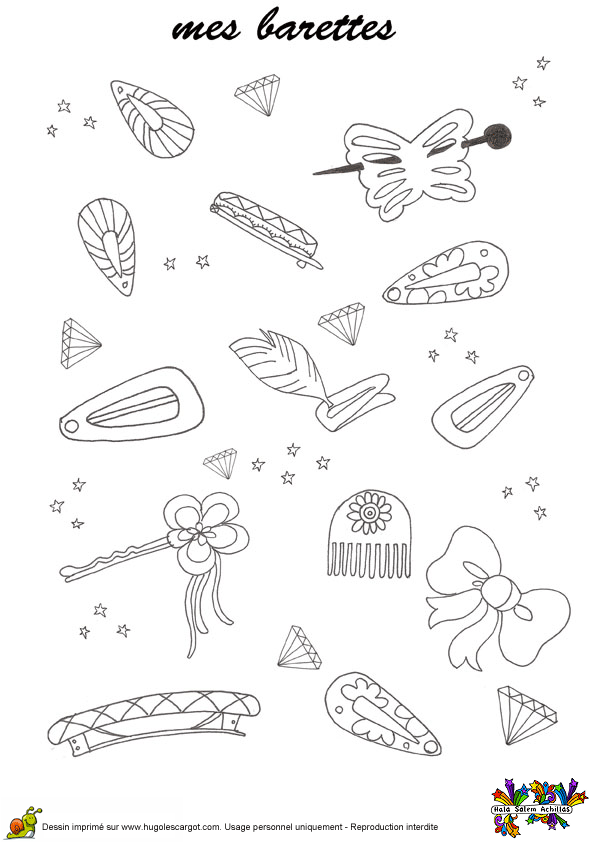 mes barettes
Hala Salem Achillas
Dessin imprimé sur www.hugolescargot.com. Usage personnel uniquement - Reproduction interdite